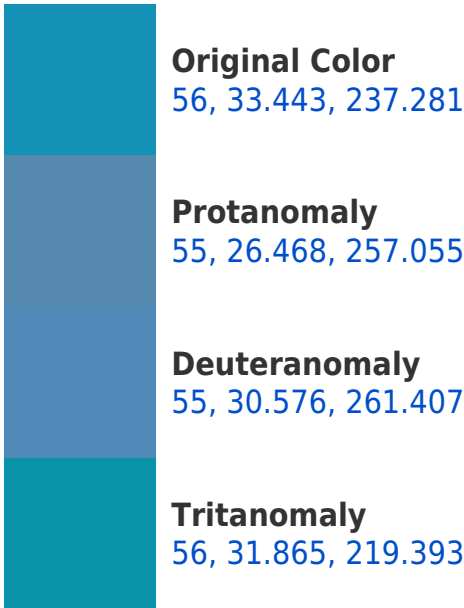 Original Color
56, 33.443, 237.281
Protanomaly
55, 26.468, 257.055
Deuteranomaly
55, 30.576, 261.407
Tritanomaly
56, 31.865, 219.393